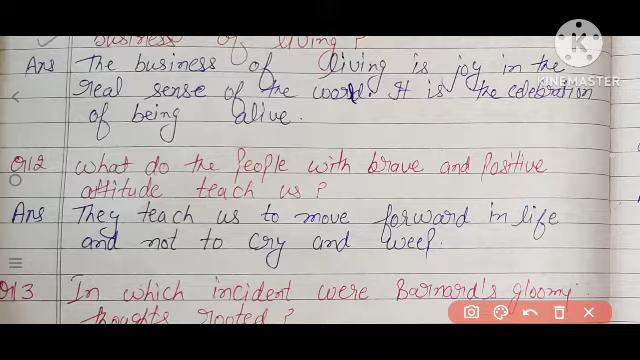 business of living?
Ans The business of living is joy in the
real sense of the word. It is the celebration
of being alive.
Q12 What do the people with brave and positive
attitude teach us?
Ans They teach us to move forward in life
and not to cry and weep.
Q13 In which incident were Barnard's gloomy
thoughts rooted?
KINEMASTER